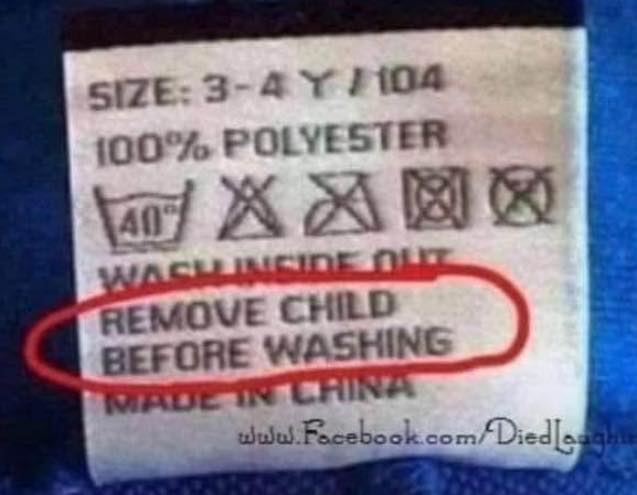 SIZE: 3-4 Y / 104
100% POLYESTER
40°
WASH INSIDE OUT
REMOVE CHILD
BEFORE WASHING
MADE IN CHINA
www.Facebook.com/DiedLaughin